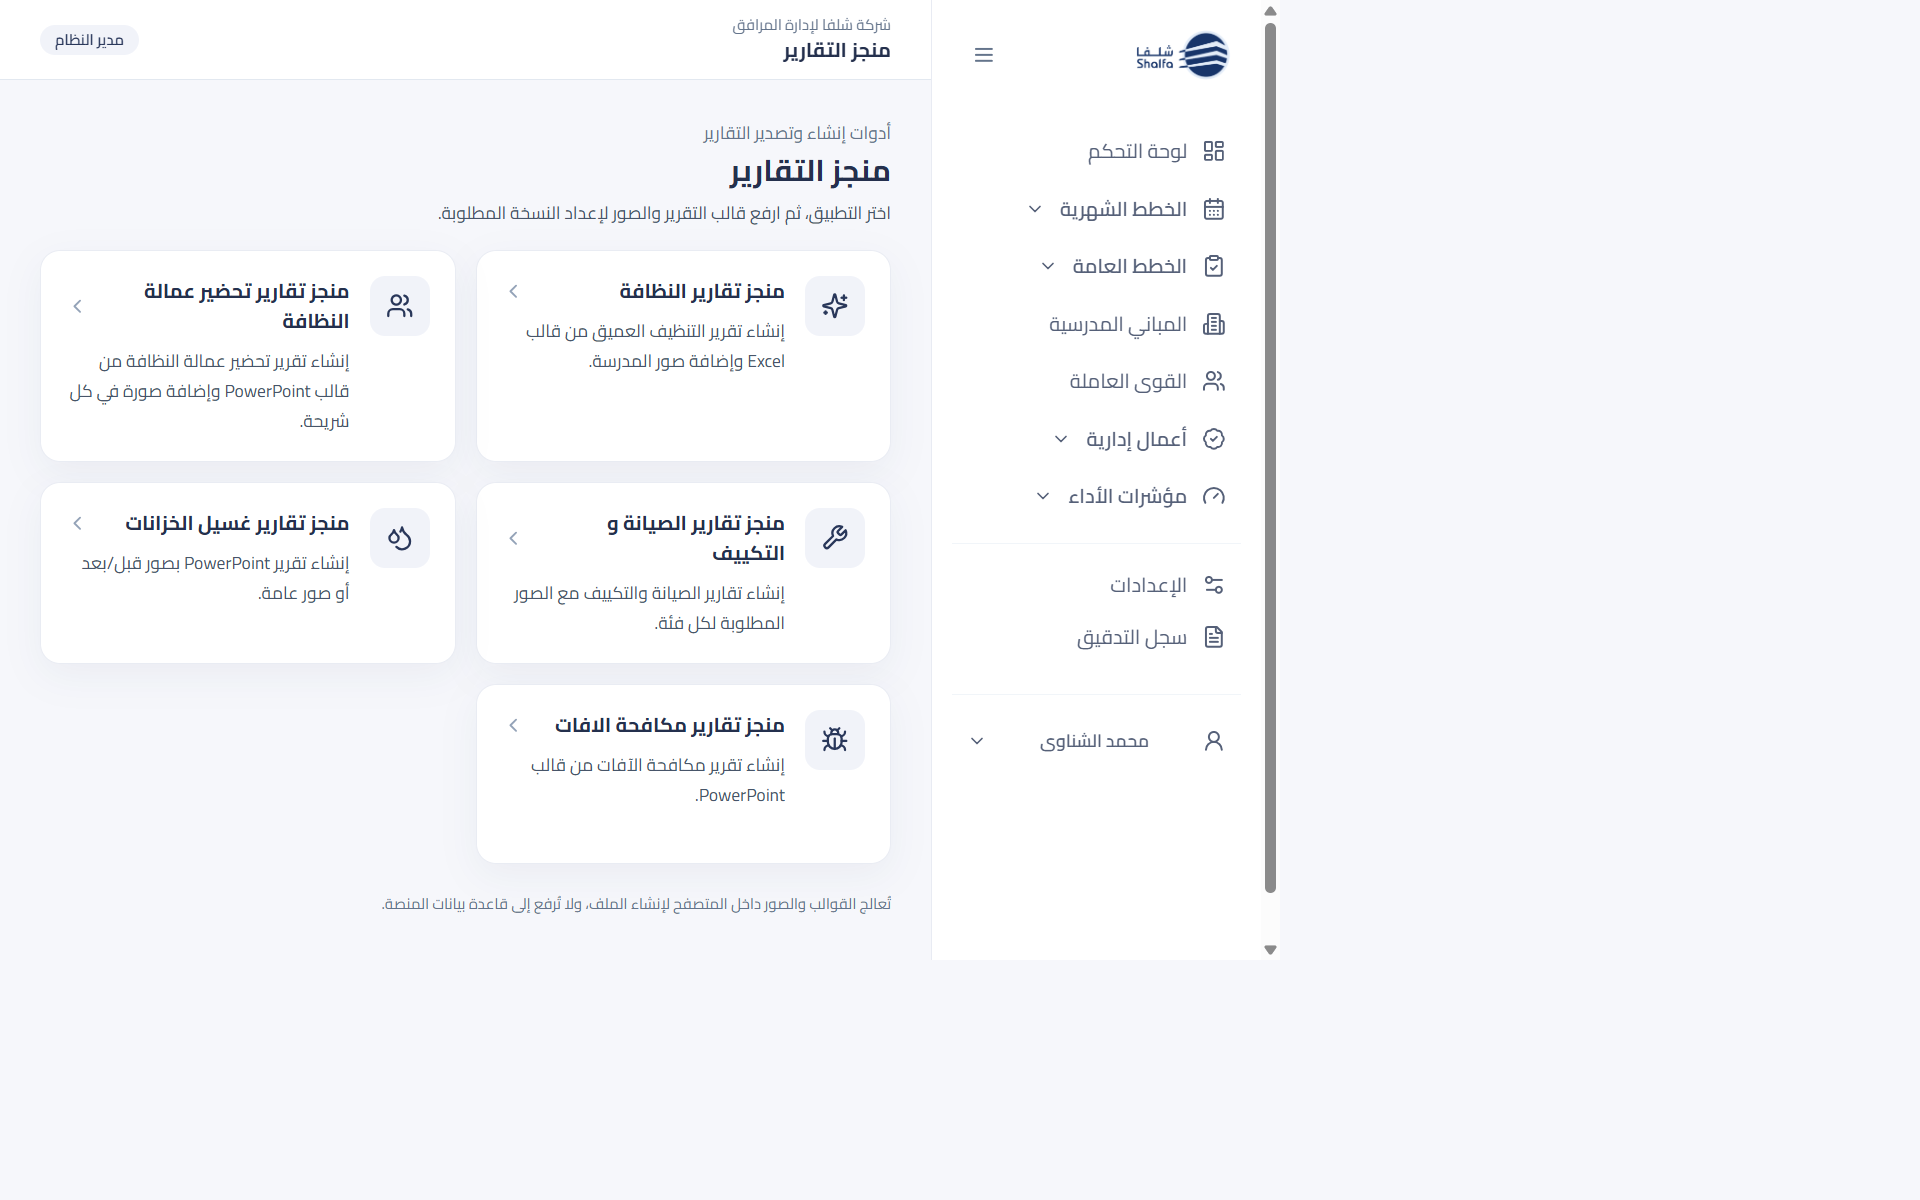 شلفا
Shalfa
لوحة التحكم
الخطط الشهرية
الخطط العامة
المباني المدرسية
القوى العاملة
أعمال إدارية
مؤشرات الأداء
الإعدادات
سجل التدقيق
محمد الشناوى
شركة شلفا لإدارة المرافق
منجز التقارير
مدير النظام
أدوات إنشاء وتصدير التقارير
منجز التقارير
اختر التطبيق، ثم ارفع قالب التقرير والصور لإعداد النسخة المطلوبة.
منجز تقارير النظافة
إنشاء تقرير التنظيف العميق من قالب
Excel وإضافة صور المدرسة.
منجز تقارير تحضير عمالة
النظافة
إنشاء تقرير تحضير عمالة النظافة من
قالب PowerPoint وإضافة صورة في كل
شريحة.
منجز تقارير الصيانة و
التكييف
إنشاء تقارير الصيانة والتكييف مع الصور
المطلوبة لكل فئة.
منجز تقارير غسيل الخزانات
إنشاء تقرير PowerPoint بصور قبل/بعد
أو صور عامة.
منجز تقارير مكافحة الافات
إنشاء تقرير مكافحة الآفات من قالب
PowerPoint.
تُعالج القوالب والصور داخل المتصفح لإنشاء الملف، ولا تُرفع إلى قاعدة بيانات المنصة.